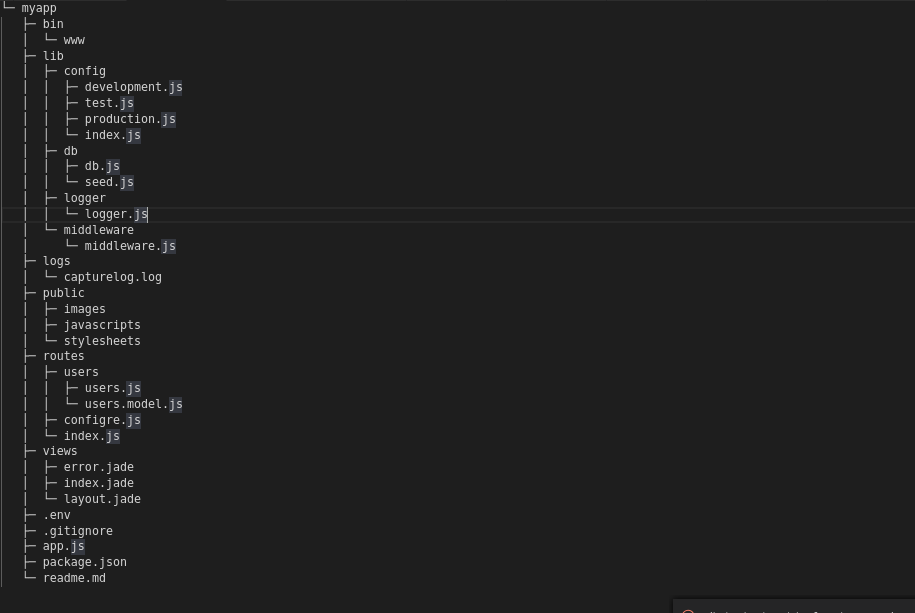 └─ myapp
   ├─ bin
   │  └─ www
   ├─ lib
   │  ├─ config
   │  │  ├─ development.js
   │  │  ├─ test.js
   │  │  ├─ production.js
   │  │  └─ index.js
   │  ├─ db
   │  │  ├─ db.js
   │  │  └─ seed.js
   │  ├─ logger
   │  │  └─ logger.js
   │  └─ middleware
   │     └─ middleware.js
   ├─ logs
   │  └─ capturelog.log
   ├─ public
   │  ├─ images
   │  ├─ javascripts
   │  └─ stylesheets
   ├─ routes
   │  ├─ users
   │  │  ├─ users.js
   │  │  └─ users.model.js
   │  ├─ configre.js
   │  └─ index.js
   ├─ views
   │  ├─ error.jade
   │  ├─ index.jade
   │  └─ layout.jade
   ├─ .env
   ├─ .gitignore
   ├─ app.js
   ├─ package.json
   └─ readme.md